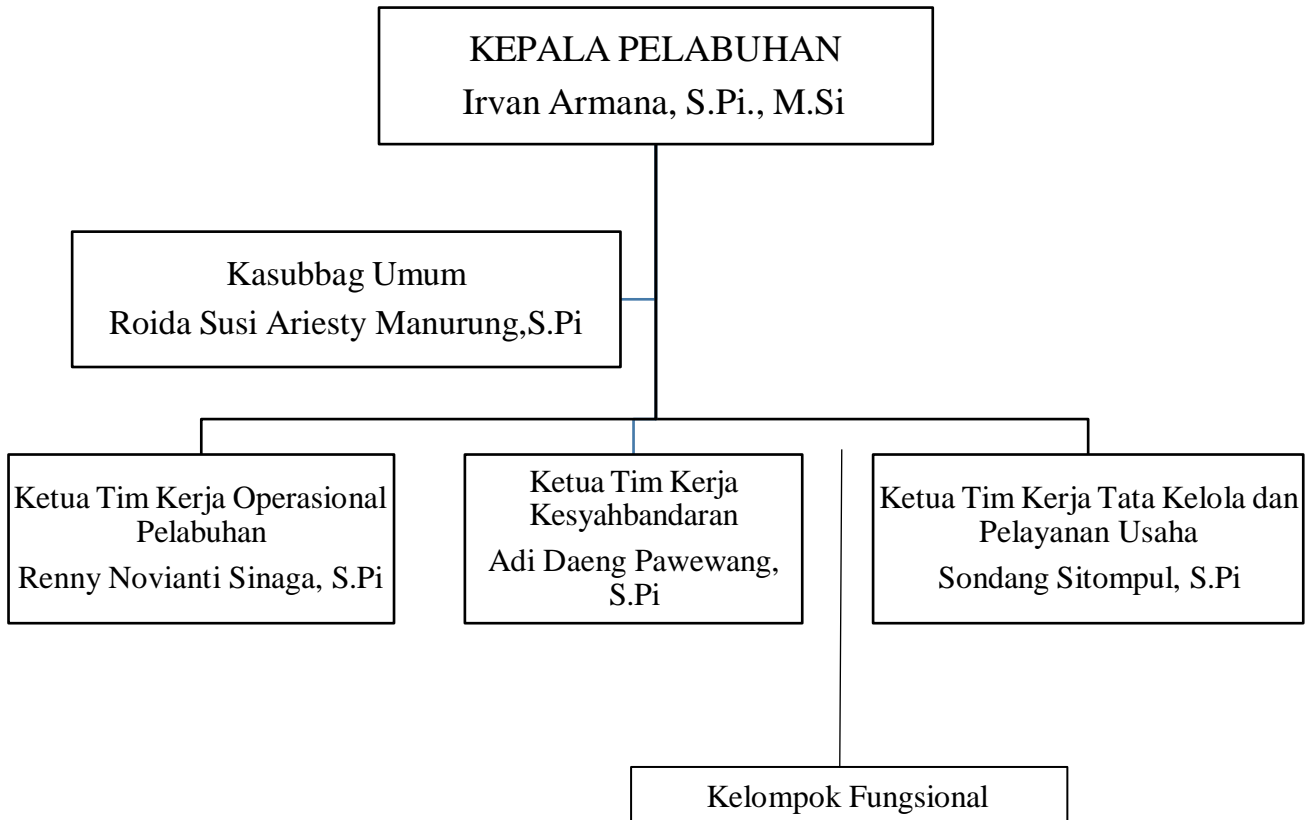 KEPALA PELABUHAN
Irvan Armana, S.Pi., M.Si
Kasubbag Umum
Roida Susi Ariesty Manurung,S.Pi
Ketua Tim Kerja Operasional
Pelabuhan
Renny Novianti Sinaga, S.Pi
Ketua Tim Kerja
Kesyahbandaran
Adi Daeng Pawewang,
S.Pi
Ketua Tim Kerja Tata Kelola dan
Pelayanan Usaha
Sondang Sitompul, S.Pi
Kelompok Fungsional